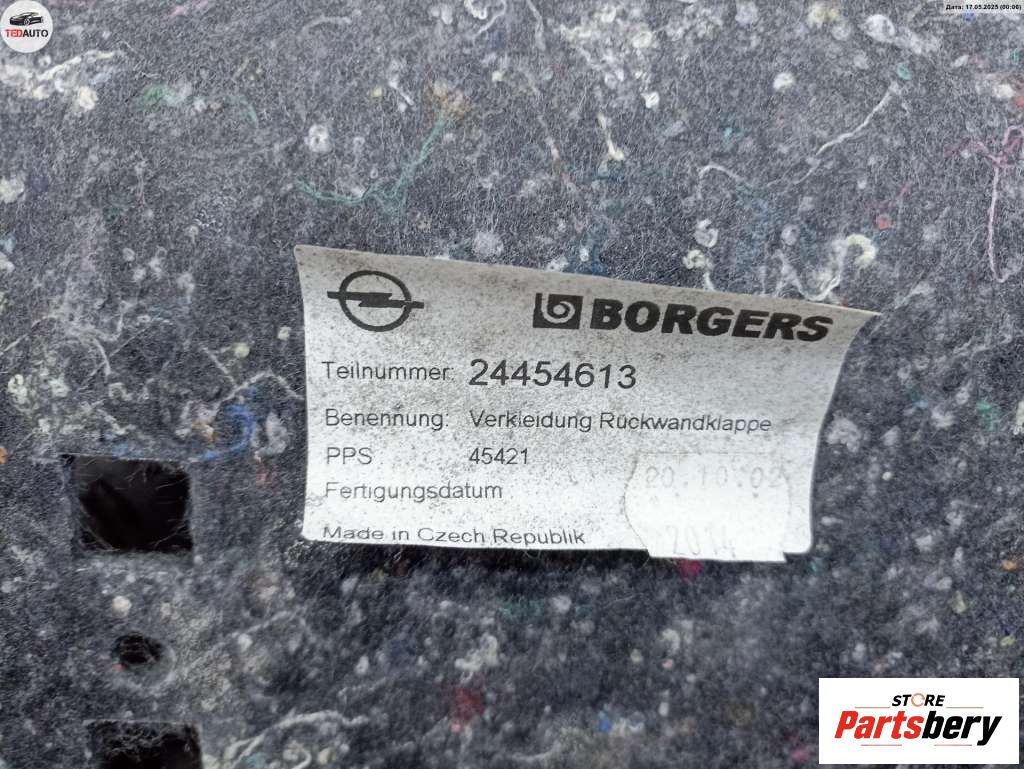 TEDAUTO
Дата: 17.05.2025 (00:06)
BORGERS
Teilnummer: 24454613
Benennung: Verkleidung Rückwandklappe
PPS 45421
20.10.02
Fertigungsdatum
2014
Made in Czech Republik
STORE
Partsbery